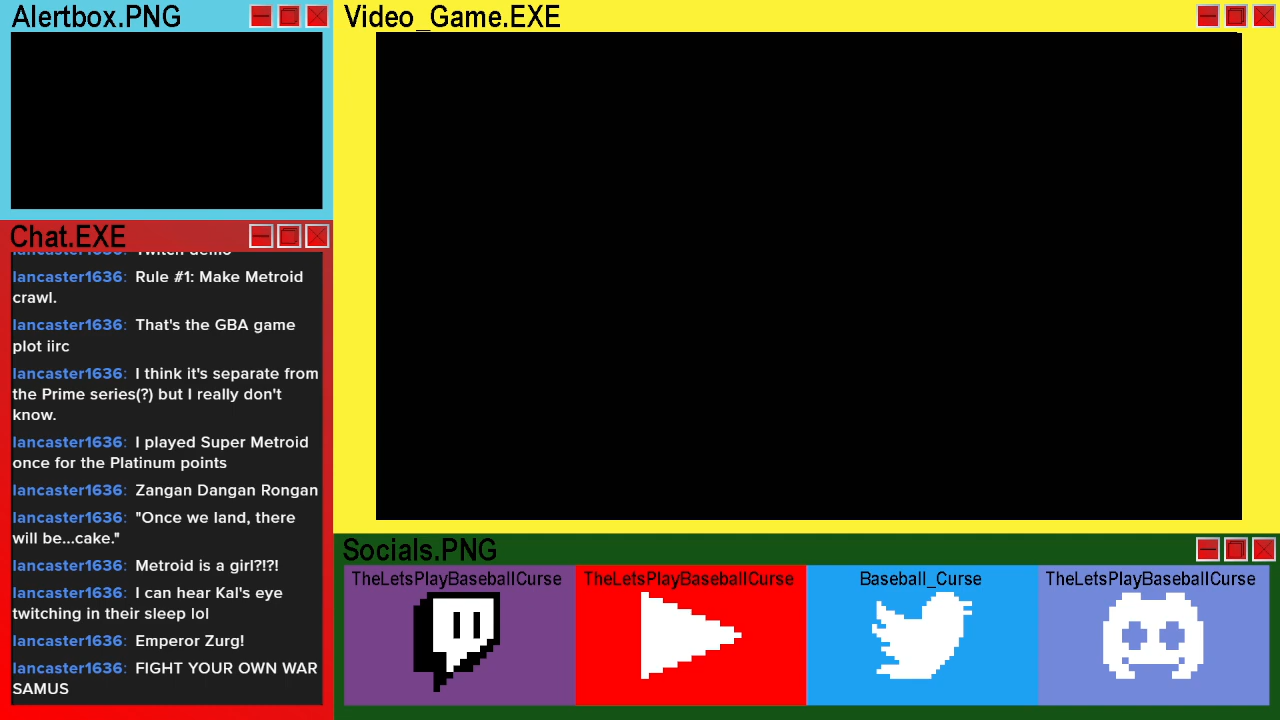 Alertbox.PNG
Video_Game.EXE
Chat.EXE
lancaster1636: Twitch demo
lancaster1636: Rule #1: Make Metroid
crawl.
lancaster1636: That's the GBA game
plot iirc
lancaster1636: I think it's separate from
the Prime series(?) but I really don't
know.
lancaster1636: I played Super Metroid
once for the Platinum points
lancaster1636: Zangan Dangan Rongan
lancaster1636: "Once we land, there
will be...cake."
lancaster1636: Metroid is a girl?!?!
lancaster1636: I can hear Kal's eye
twitching in their sleep lol
lancaster1636: Emperor Zurg!
lancaster1636: FIGHT YOUR OWN WAR
SAMUS
Socials.PNG
TheLetsPlayBaseballCurse
TheLetsPlayBaseballCurse
Baseball_Curse
TheLetsPlayBaseballCurse